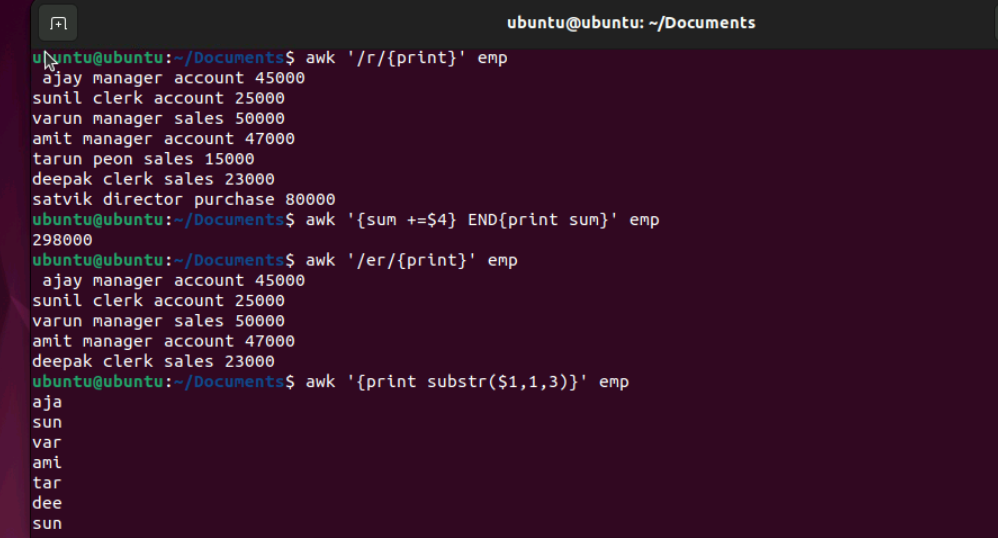 ubuntu@ubuntu: ~/Documents
ubuntu@ubuntu:~/Documents$ awk '/r/{print}' emp
 ajay manager account 45000
sunil clerk account 25000
varun manager sales 50000
amit manager account 47000
tarun peon sales 15000
deepak clerk sales 23000
satvik director purchase 80000
ubuntu@ubuntu:~/Documents$ awk '{sum +=$4} END{print sum}' emp
298000
ubuntu@ubuntu:~/Documents$ awk '/er/{print}' emp
 ajay manager account 45000
sunil clerk account 25000
varun manager sales 50000
amit manager account 47000
deepak clerk sales 23000
ubuntu@ubuntu:~/Documents$ awk '{print substr($1,1,3)}' emp
aja
sun
var
ami
tar
dee
sun